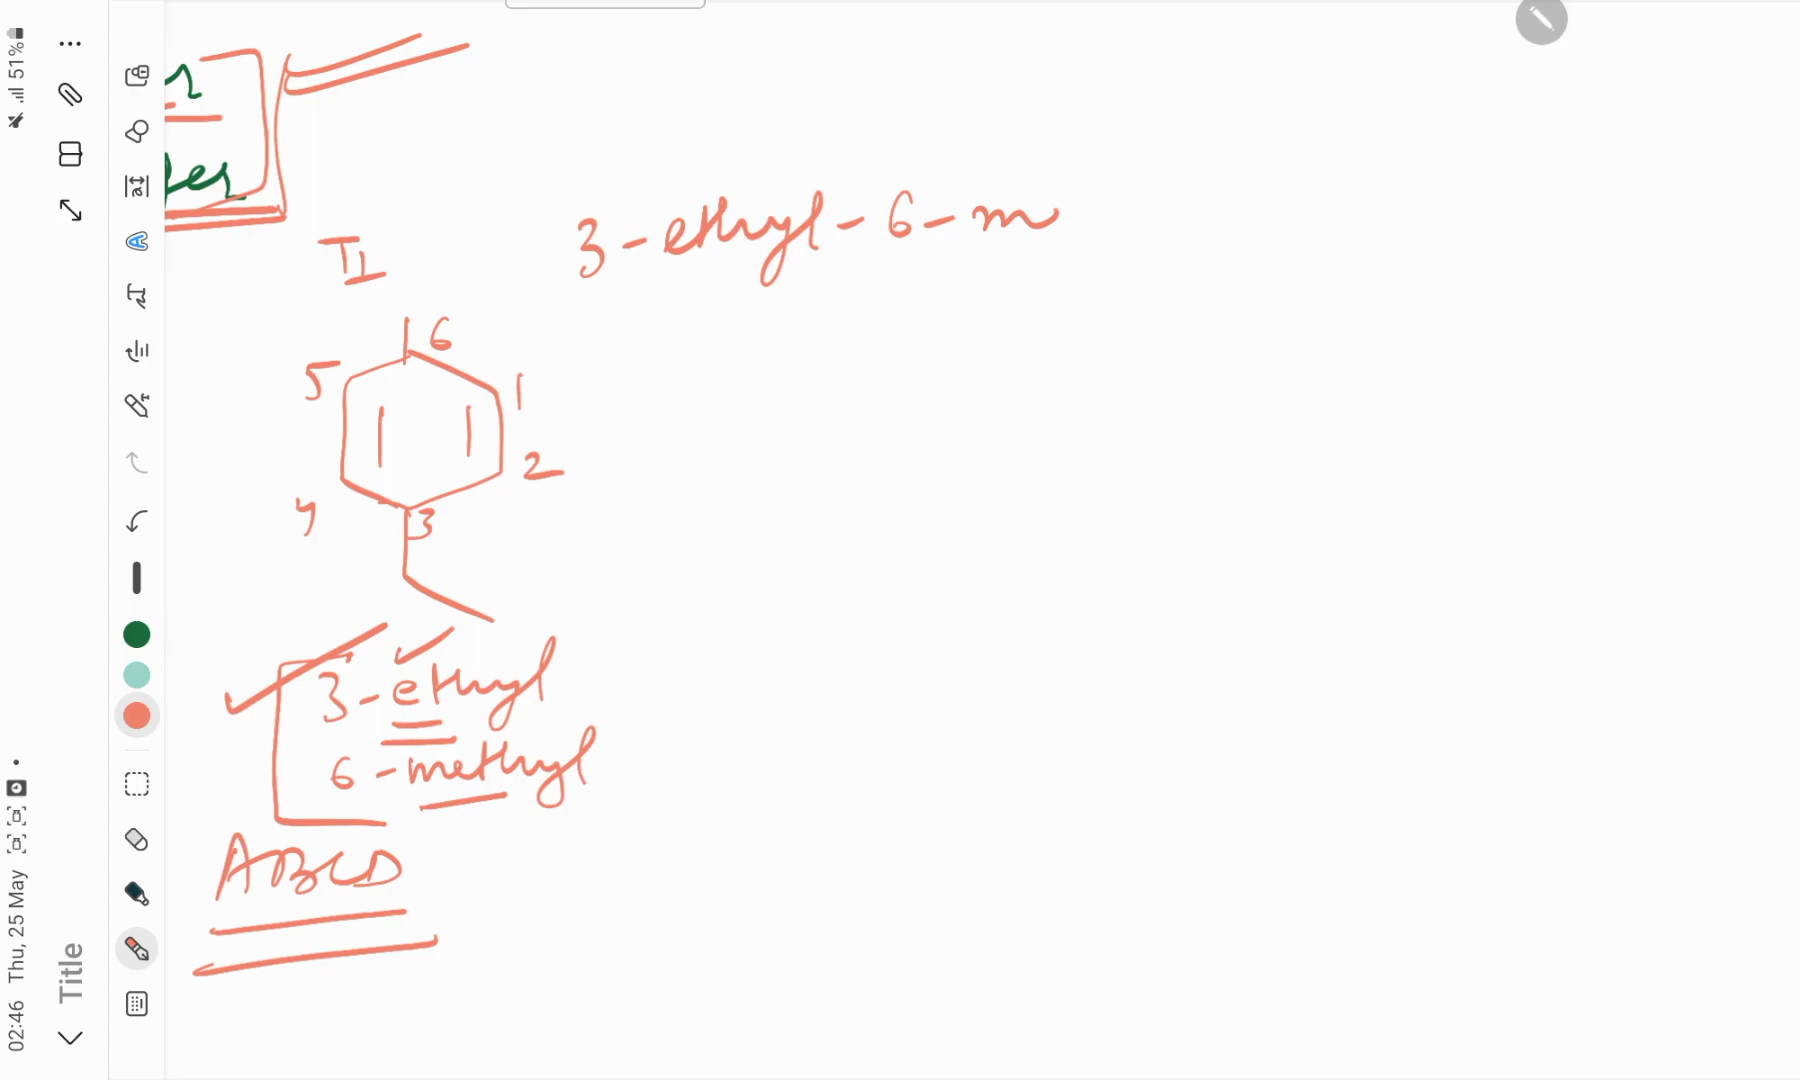 02:46 Thu, 25 May
51%
Title
II
3-ethyl-6-m
6
5
1
2
4
3
3-ethyl
6-methyl
ABCD